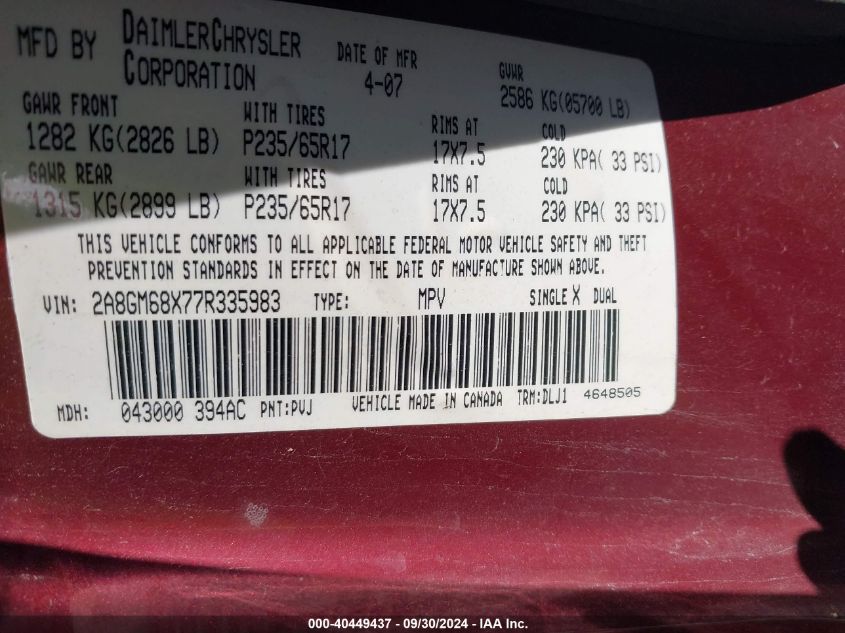 MFD BY DAIMLERCHRYSLER CORPORATION DATE OF MFR 4-07 GVWR 2586 KG(05700 LB)
GAWR FRONT WITH TIRES RIMS AT COLD
1282 KG(2826 LB) P235/65R17 17X7.5 230 KPA( 33 PSI)
GAWR REAR WITH TIRES RIMS AT COLD
1315 KG(2899 LB) P235/65R17 17X7.5 230 KPA( 33 PSI)
THIS VEHICLE CONFORMS TO ALL APPLICABLE FEDERAL MOTOR VEHICLE SAFETY AND THEFT
PREVENTION STANDARDS IN EFFECT ON THE DATE OF MANUFACTURE SHOWN ABOVE.
VIN: 2A8GM68X77R335983 TYPE: MPV SINGLE X DUAL
MDH: 043000 394AC PNT:PVJ VEHICLE MADE IN CANADA TRM:DLJ1 4648505
000-40449437 - 09/30/2024 - IAA Inc.